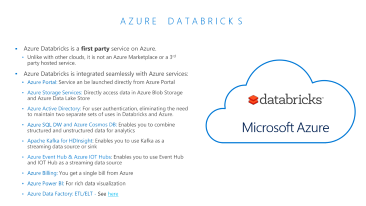 AZURE DATABRICKS
• Azure Databricks is a first party service on Azure.
• Unlike with other clouds, it is not an Azure Marketplace or a 3rd
party hosted service.
• Azure Databricks is integrated seamlessly with Azure services:
• Azure Portal: Service an be launched directly from Azure Portal
• Azure Storage Services: Directly access data in Azure Blob Storage
and Azure Data Lake Store
• Azure Active Directory: For user authentication, eliminating the need
to maintain two separate sets of uses in Databricks and Azure.
• Azure SQL DW and Azure Cosmos DB: Enables you to combine
structured and unstructured data for analytics
• Apache Kafka for HDInsight: Enables you to use Kafka as a
streaming data source or sink
• Azure Event Hub & Azure IOT Hubs: Enables you to use Event Hub
and IOT Hub as a streaming data source
• Azure Billing: You get a single bill from Azure
• Azure Power BI: For rich data visualization
• Azure Data Factory: ETL/ELT - See here
databricks
Microsoft Azure